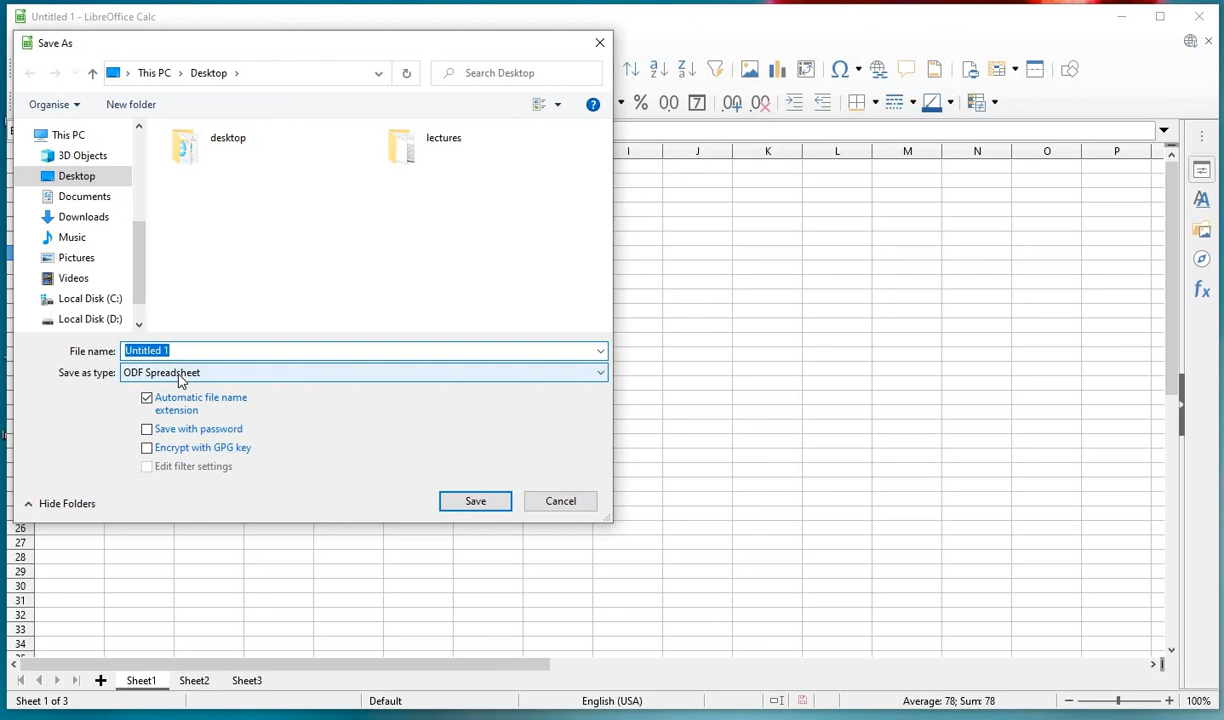 Untitled 1 - LibreOffice Calc
Save As
This PC
Desktop
Search Desktop
Organise
New folder
This PC
3D Objects
Desktop
Documents
Downloads
Music
Pictures
Videos
Local Disk (C:)
Local Disk (D:)
desktop
lectures
File name: Untitled 1
Save as type: ODF Spreadsheet
Automatic file name
extension
Save with password
Encrypt with GPG key
Edit filter settings
Hide Folders
Save
Cancel
I J K L M N O P
26
27
28
29
30
31
32
33
34
Sheet1 Sheet2 Sheet3
Sheet 1 of 3
Default
English (USA)
Average: 78; Sum: 78
100%